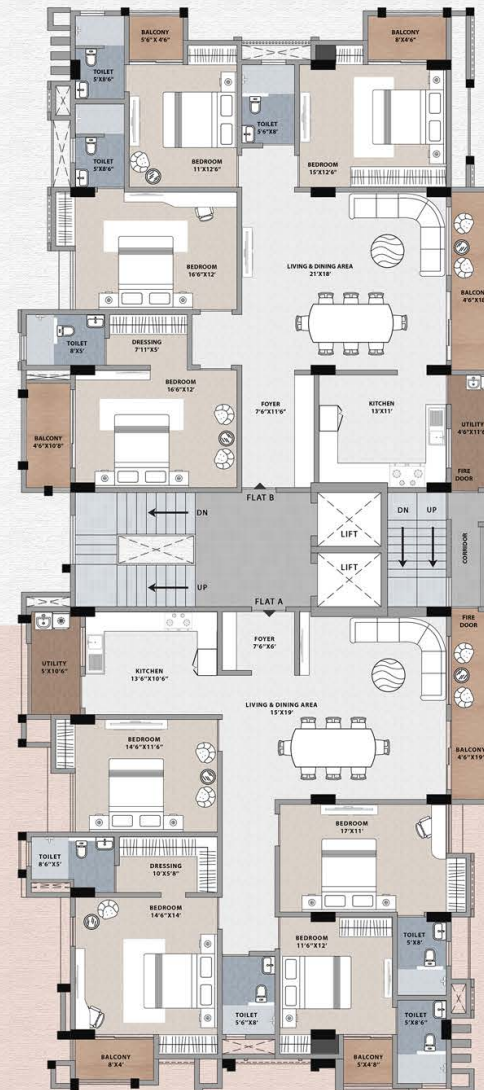 BALCONY
5'6"X 4'6"
BALCONY
8'X4'6"
TOILET
5'X8'6"
TOILET
5'6"X8'
TOILET
5'X8'6"
BEDROOM
11'X12'6"
BEDROOM
15'X12'6"
BEDROOM
16'6"X12'
LIVING & DINING AREA
21'X18'
TOILET
8'X5'
DRESSING
7'11"X5'
BEDROOM
16'6"X12'
FOYER
7'6"X11'6"
KITCHEN
13'X11'
BALCONY
4'6"X10'8"
FIRE
DOOR
FLAT B
DN
UP
LIFT
LIFT
DN
UP
CORRIDOR
FLAT A
FIRE
DOOR
UTILITY
5'X10'6"
KITCHEN
13'6"X10'6"
FOYER
7'6"X6'
LIVING & DINING AREA
15'X19'
BALCONY
4'6"X19'
BEDROOM
14'6"X11'6"
BEDROOM
17'X11'
TOILET
8'6"X5'
DRESSING
10'X5'8"
BEDROOM
14'6"X14'
BEDROOM
11'6"X12'
TOILET
5'X8'
TOILET
5'6"X8'
TOILET
5'X8'6"
BALCONY
8'X4'
BALCONY
5'X4'8"